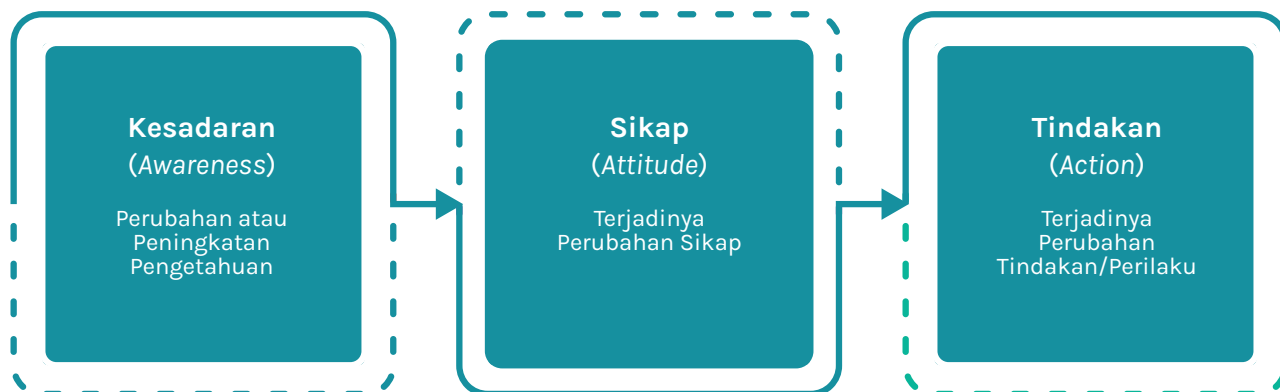 Kesadaran
(Awareness)
Perubahan atau
Peningkatan
Pengetahuan
Sikap
(Attitude)
Terjadinya
Perubahan Sikap
Tindakan
(Action)
Terjadinya
Perubahan
Tindakan/Perilaku